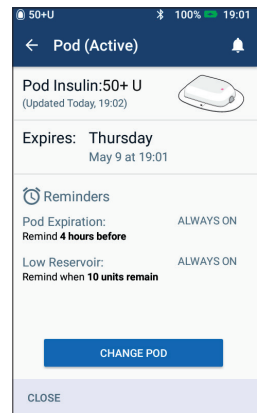 50+U 100% 19:01
Pod (Active)
Pod Insulin:50+ U
(Updated Today, 19:02)
Expires: Thursday
May 9 at 19:01
Reminders
Pod Expiration: ALWAYS ON
Remind 4 hours before
Low Reservoir: ALWAYS ON
Remind when 10 units remain
CHANGE POD
CLOSE